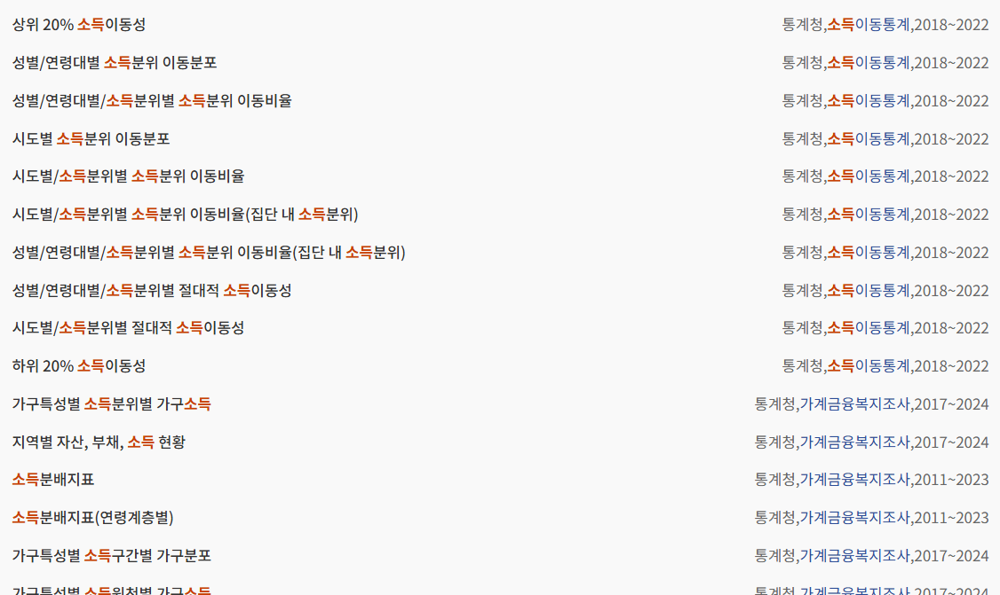 상위 20% 소득이동성 통계청,소득이동통계,2018~2022
성별/연령대별 소득분위 이동분포 통계청,소득이동통계,2018~2022
성별/연령대별/소득분위별 소득분위 이동비율 통계청,소득이동통계,2018~2022
시도별 소득분위 이동분포 통계청,소득이동통계,2018~2022
시도별/소득분위별 소득분위 이동비율 통계청,소득이동통계,2018~2022
시도별/소득분위별 소득분위 이동비율(집단 내 소득분위) 통계청,소득이동통계,2018~2022
성별/연령대별/소득분위별 소득분위 이동비율(집단 내 소득분위) 통계청,소득이동통계,2018~2022
성별/연령대별/소득분위별 절대적 소득이동성 통계청,소득이동통계,2018~2022
시도별/소득분위별 절대적 소득이동성 통계청,소득이동통계,2018~2022
하위 20% 소득이동성 통계청,소득이동통계,2018~2022
가구특성별 소득분위별 가구소득 통계청,가계금융복지조사,2017~2024
지역별 자산, 부채, 소득 현황 통계청,가계금융복지조사,2017~2024
소득분배지표 통계청,가계금융복지조사,2011~2023
소득분배지표(연령계층별) 통계청,가계금융복지조사,2011~2023
가구특성별 소득구간별 가구분포 통계청,가계금융복지조사,2017~2024
가구특성별 소득원천별 가구소득 통계청,가계금융복지조사,2017~2024